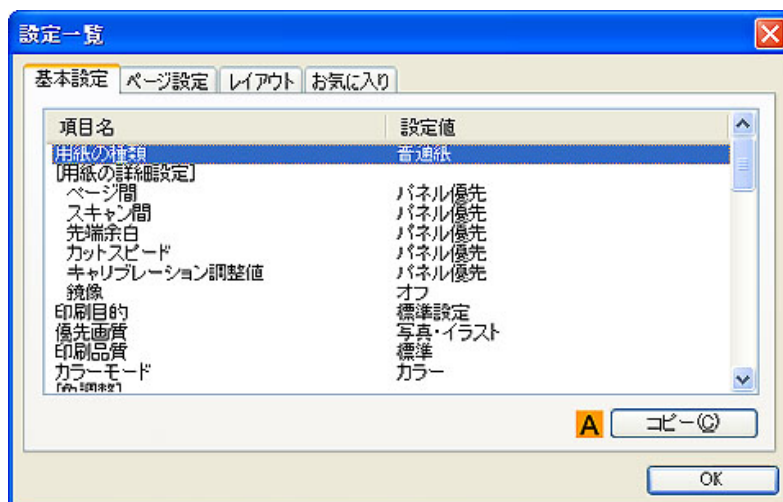 設定一覧
基本設定 ページ設定 レイアウト お気に入り
項目名 設定値
用紙の種類 普通紙
[用紙の詳細設定]
ページ間 パネル優先
スキャン間 パネル優先
先端余白 パネル優先
カットスピード パネル優先
キャリブレーション調整値 パネル優先
鏡像 オフ
印刷目的 標準設定
優先画質 写真・イラスト
印刷品質 標準
カラーモード カラー
[色調整]
A コピー(C)
OK